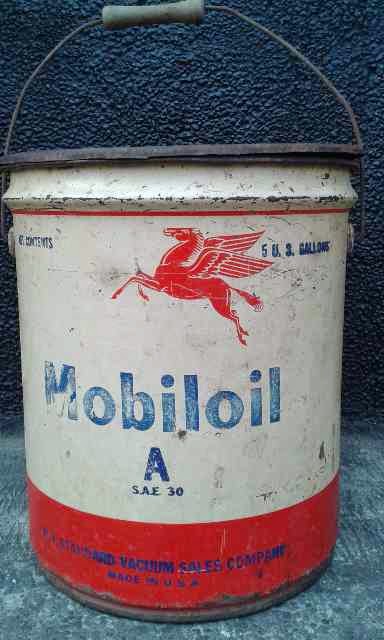 CONTENTS
5 U. S. GALLONS
Mobiloil
A
S.A.E 30
STANDARD VACUUM SALES COMPANY
MADE IN U.S.A